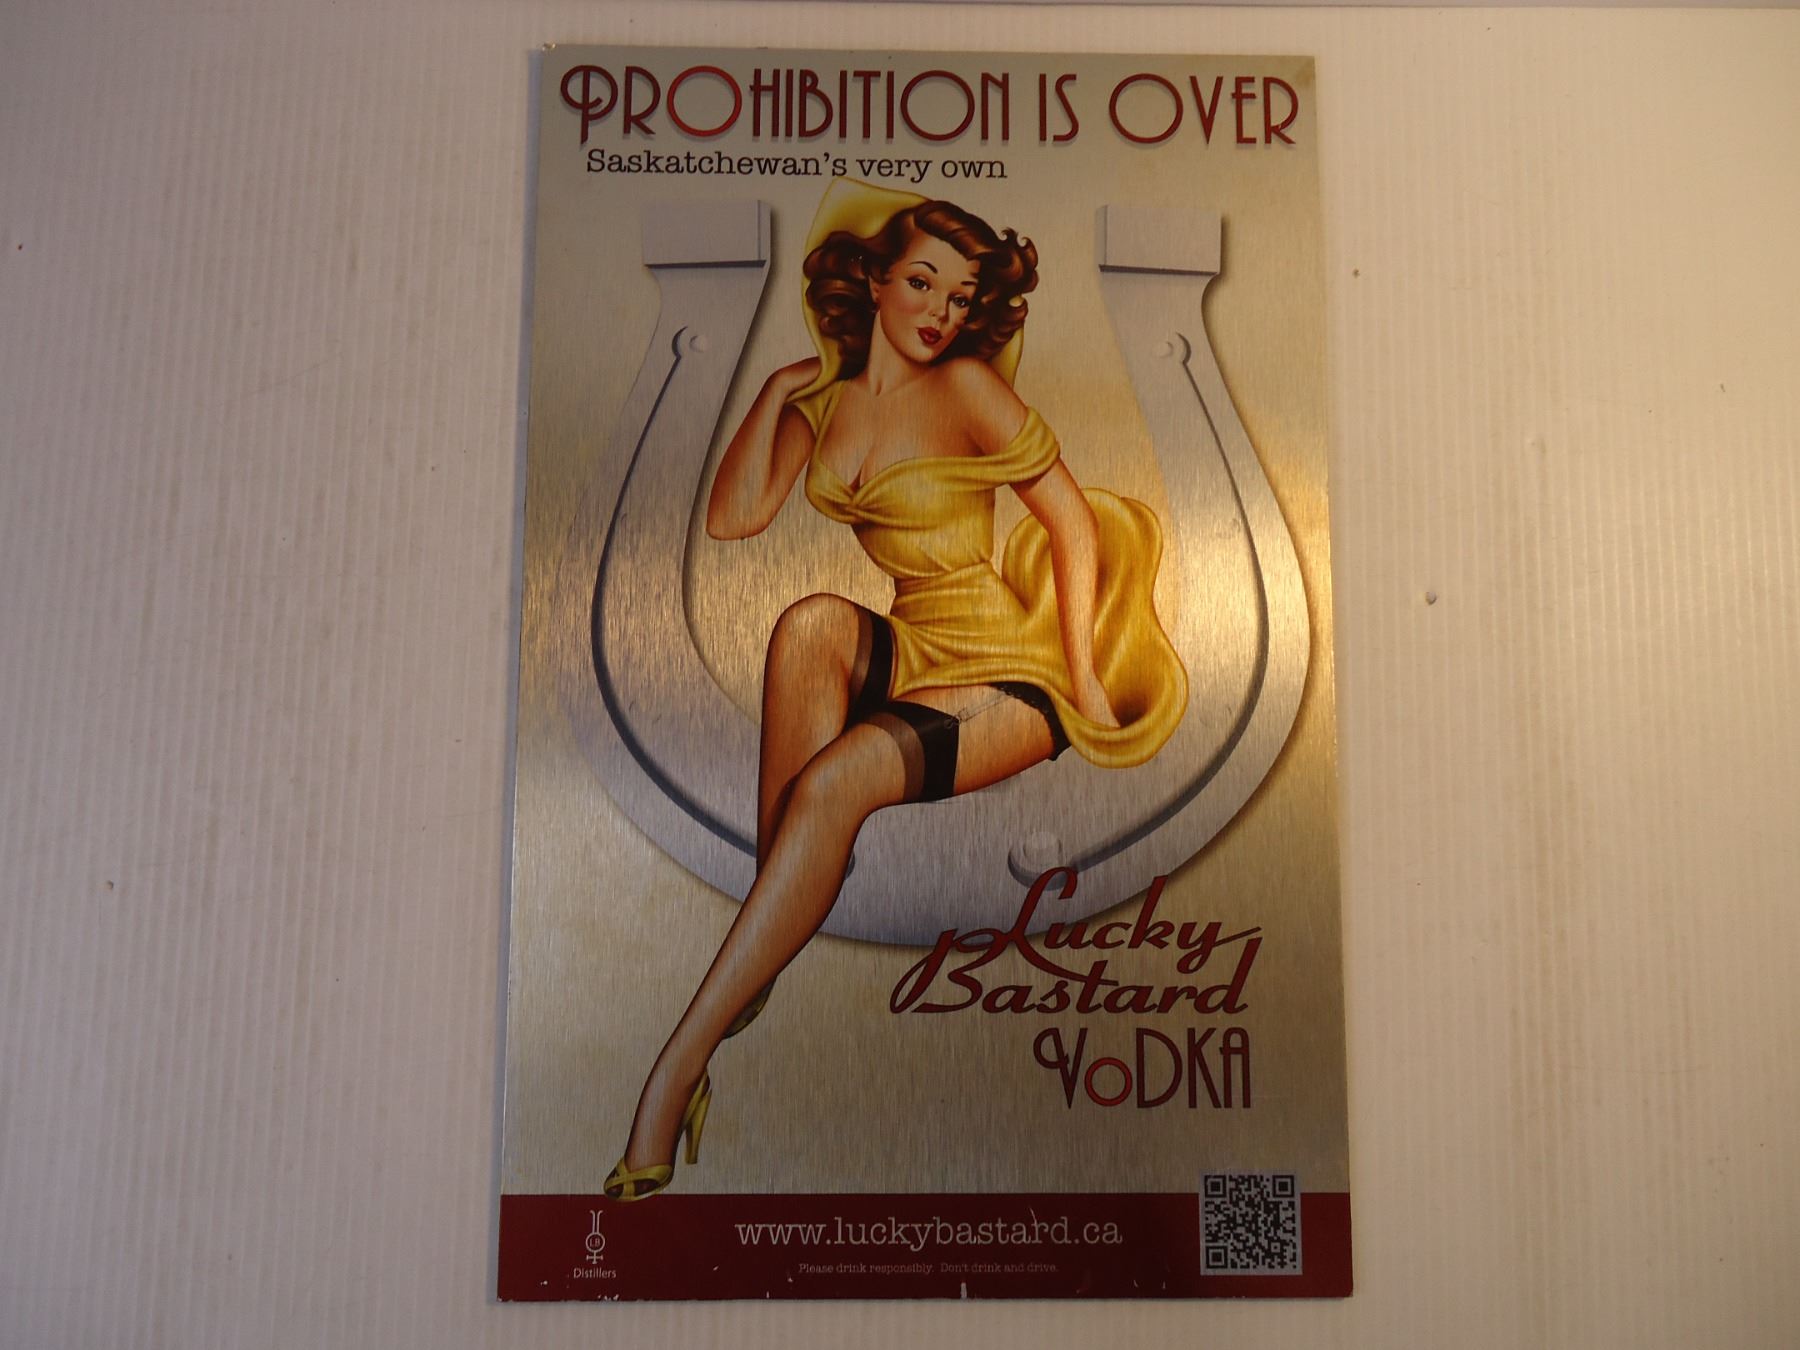 PROHIBITION IS OVER
Saskatchewan's very own
Lucky
Bastard
VODKA
LB
Distillers
www.luckybastard.ca
Please drink responsibly. Don't drink and drive.